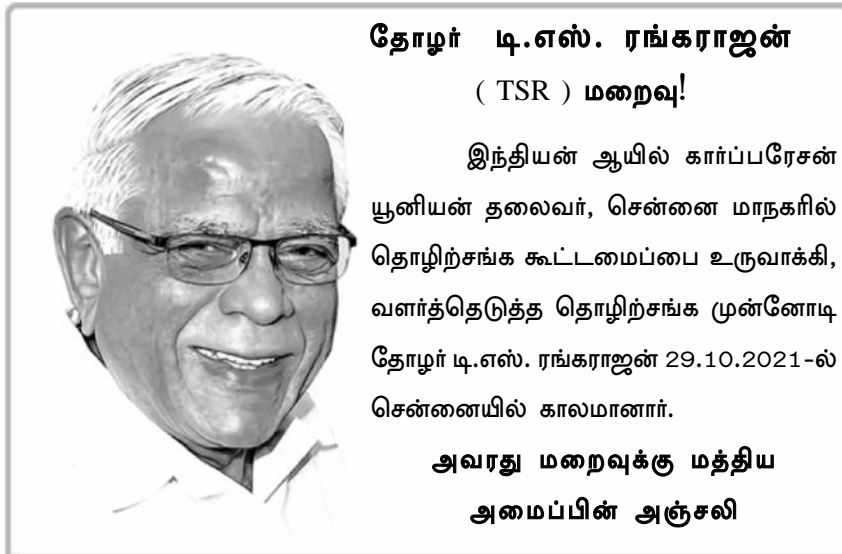 தோழர் டி.எஸ். ரங்கராஜன்
( TSR ) மறைவு!
இந்தியன் ஆயில் கார்ப்பரேசன்
யூனியன் தலைவர், சென்னை மாநகரில்
தொழிற்சங்க கூட்டமைப்பை உருவாக்கி,
வளர்த்தெடுத்த தொழிற்சங்க முன்னோடி
தோழர் டி.எஸ். ரங்கராஜன் 29.10.2021-ல்
சென்னையில் காலமானார்.
அவரது மறைவுக்கு மத்திய
அமைப்பின் அஞ்சலி